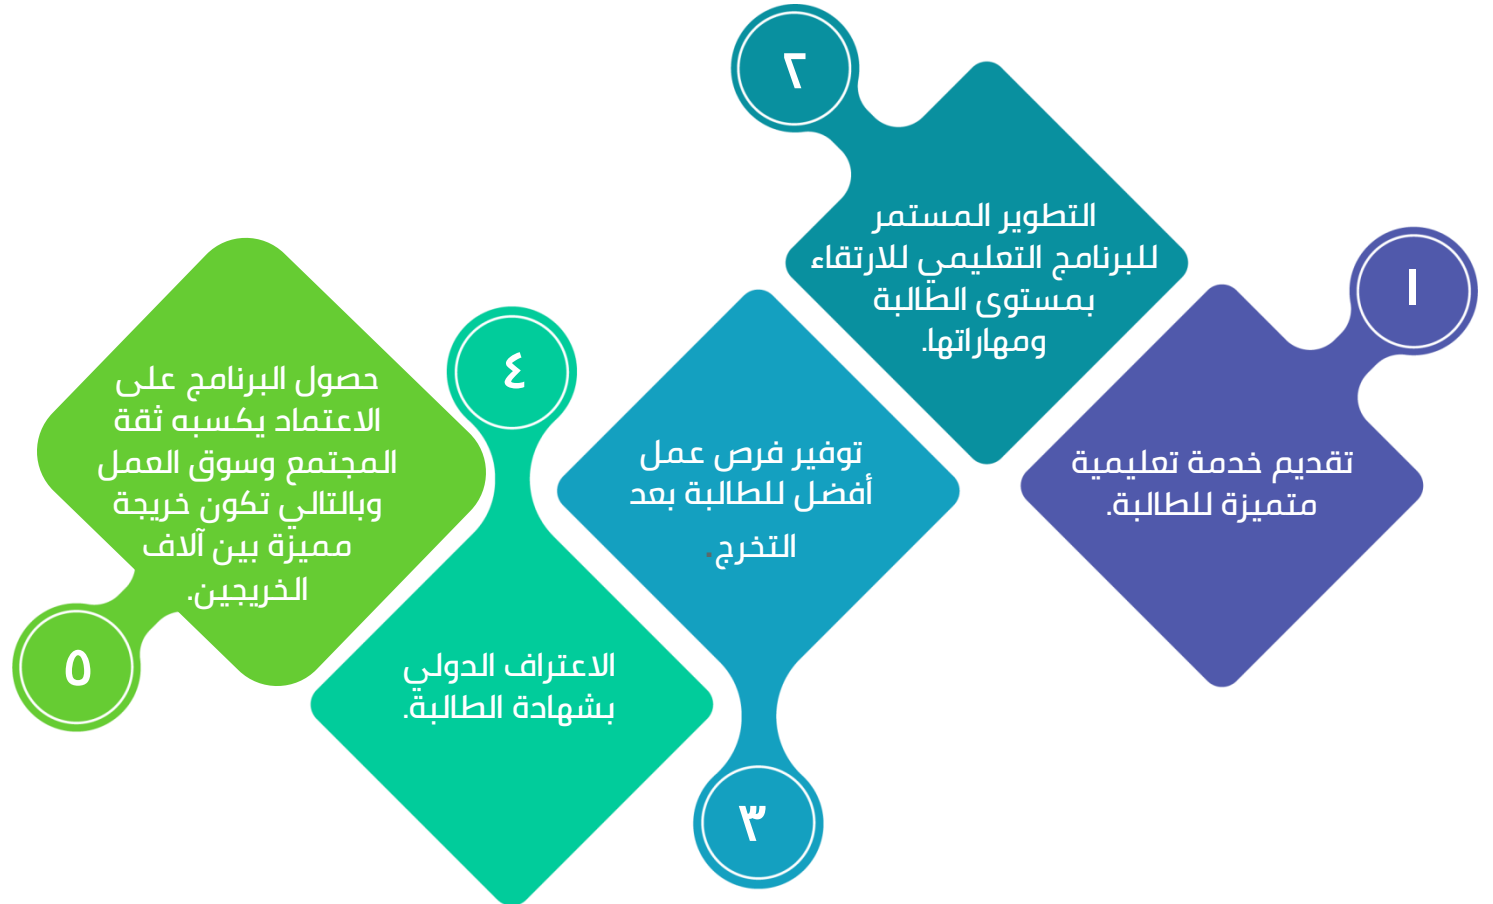 ١
تقديم خدمة تعليمية
متميزة للطالبة.
٢
التطوير المستمر
للبرنامج التعليمي للارتقاء
بمستوى الطالبة
ومهاراتها.
٣
توفير فرص عمل
أفضل للطالبة بعد
التخرج.
٤
الاعتراف الدولي
بشهادة الطالبة.
٥
حصول البرنامج على
الاعتماد يكسبه ثقة
المجتمع وسوق العمل
وبالتالي تكون خريجة
مميزة بين آلاف
الخريجين.